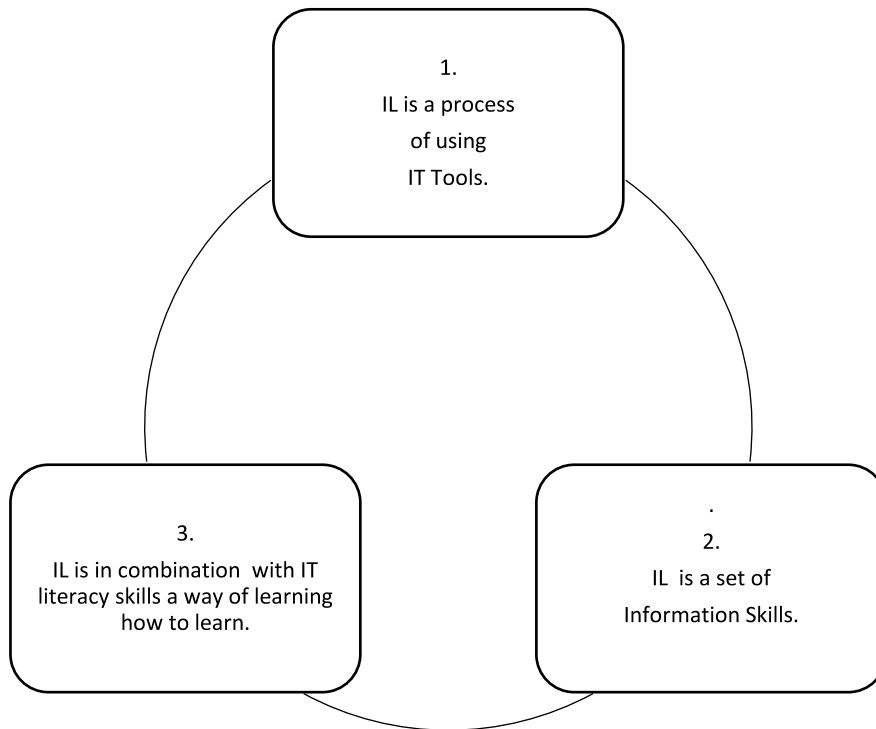 1.
IL is a process
of using
IT Tools.
.
2.
IL  is a set of
Information Skills.
3.
IL is in combination  with IT
literacy skills a way of learning
how to learn.